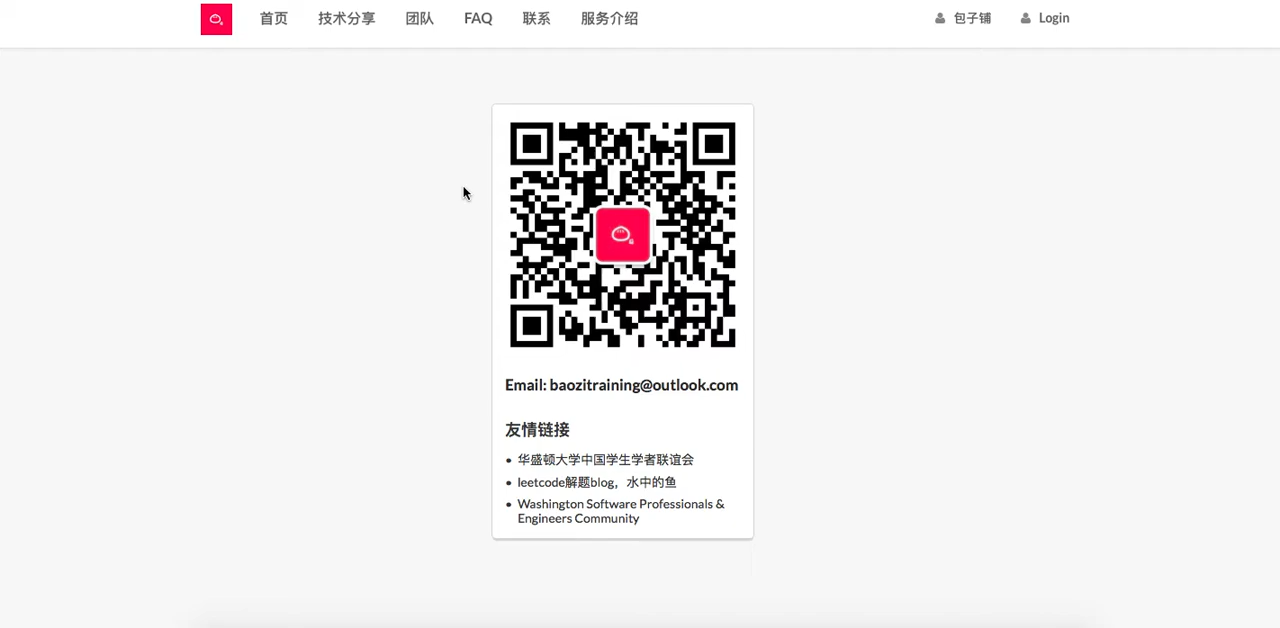 首页 技术分享 团队 FAQ 联系 服务介绍 包子铺 Login
Email: baozitraining@outlook.com
友情链接
• 华盛顿大学中国学生学者联谊会
• leetcode解题blog，水中的鱼
• Washington Software Professionals &
Engineers Community